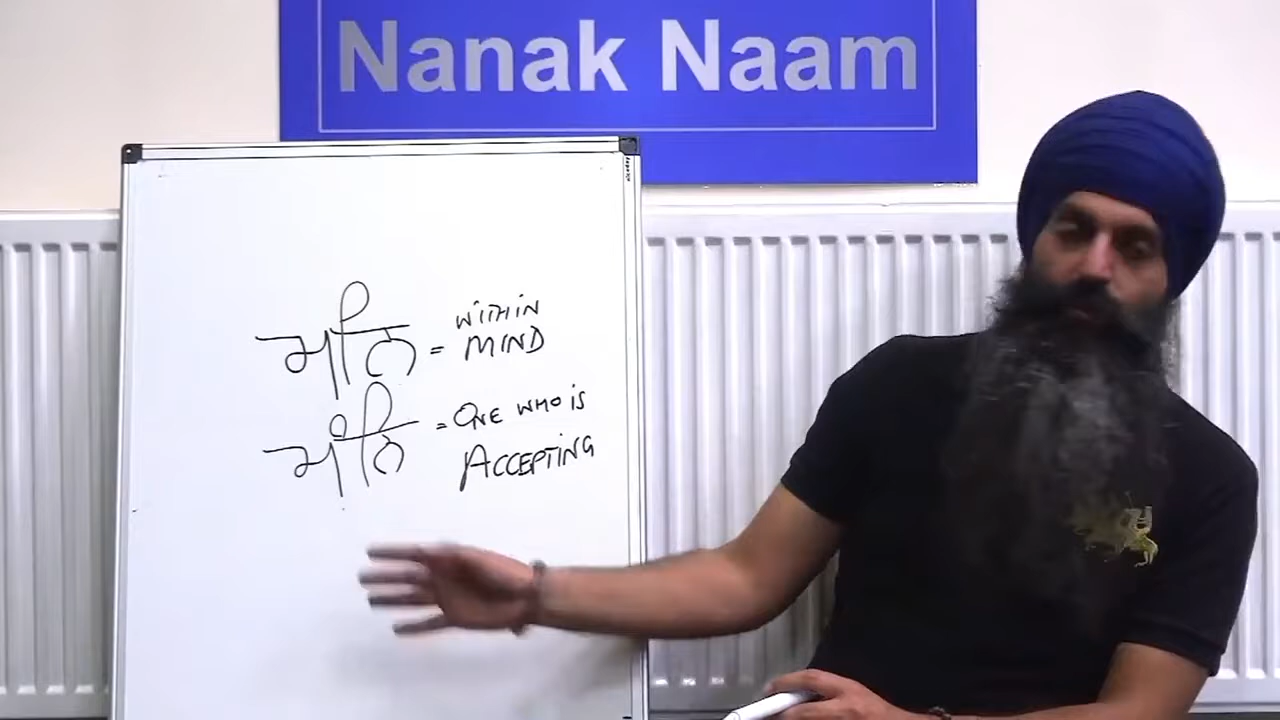 Nanak Naam
ਮਨਿ = WITHIN
MIND
ਮੰਨਿ = ONE WHO IS
ACCEPTING